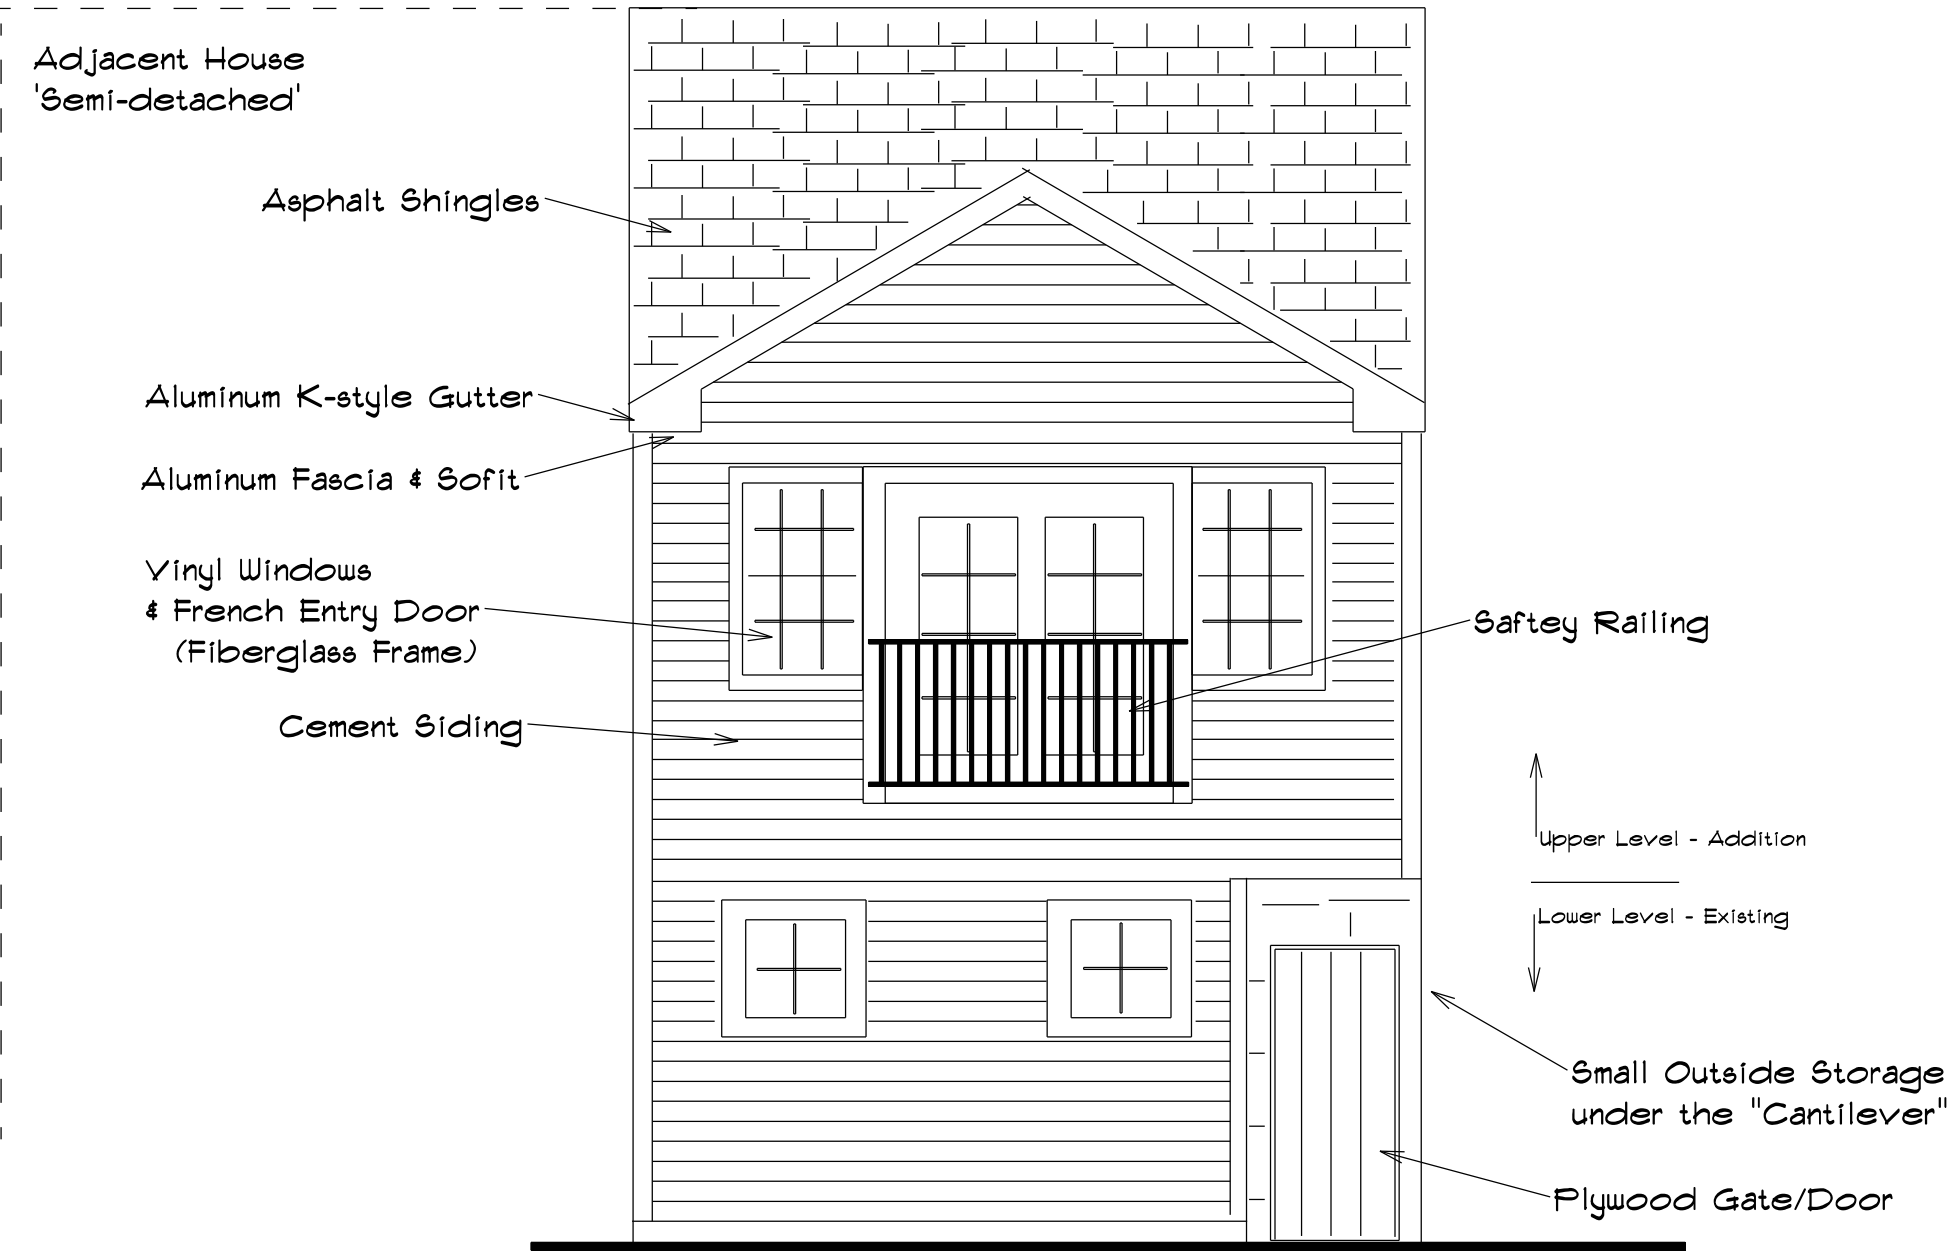 Adjacent House
'Semi-detached'
Asphalt Shingles
Aluminum K-style Gutter
Aluminum Fascia & Sofit
Vinyl Windows
& French Entry Door
(Fiberglass Frame)
Saftey Railing
Cement Siding
Upper Level - Addition
Lower Level - Existing
Small Outside Storage
under the "Cantilever"
Plywood Gate/Door